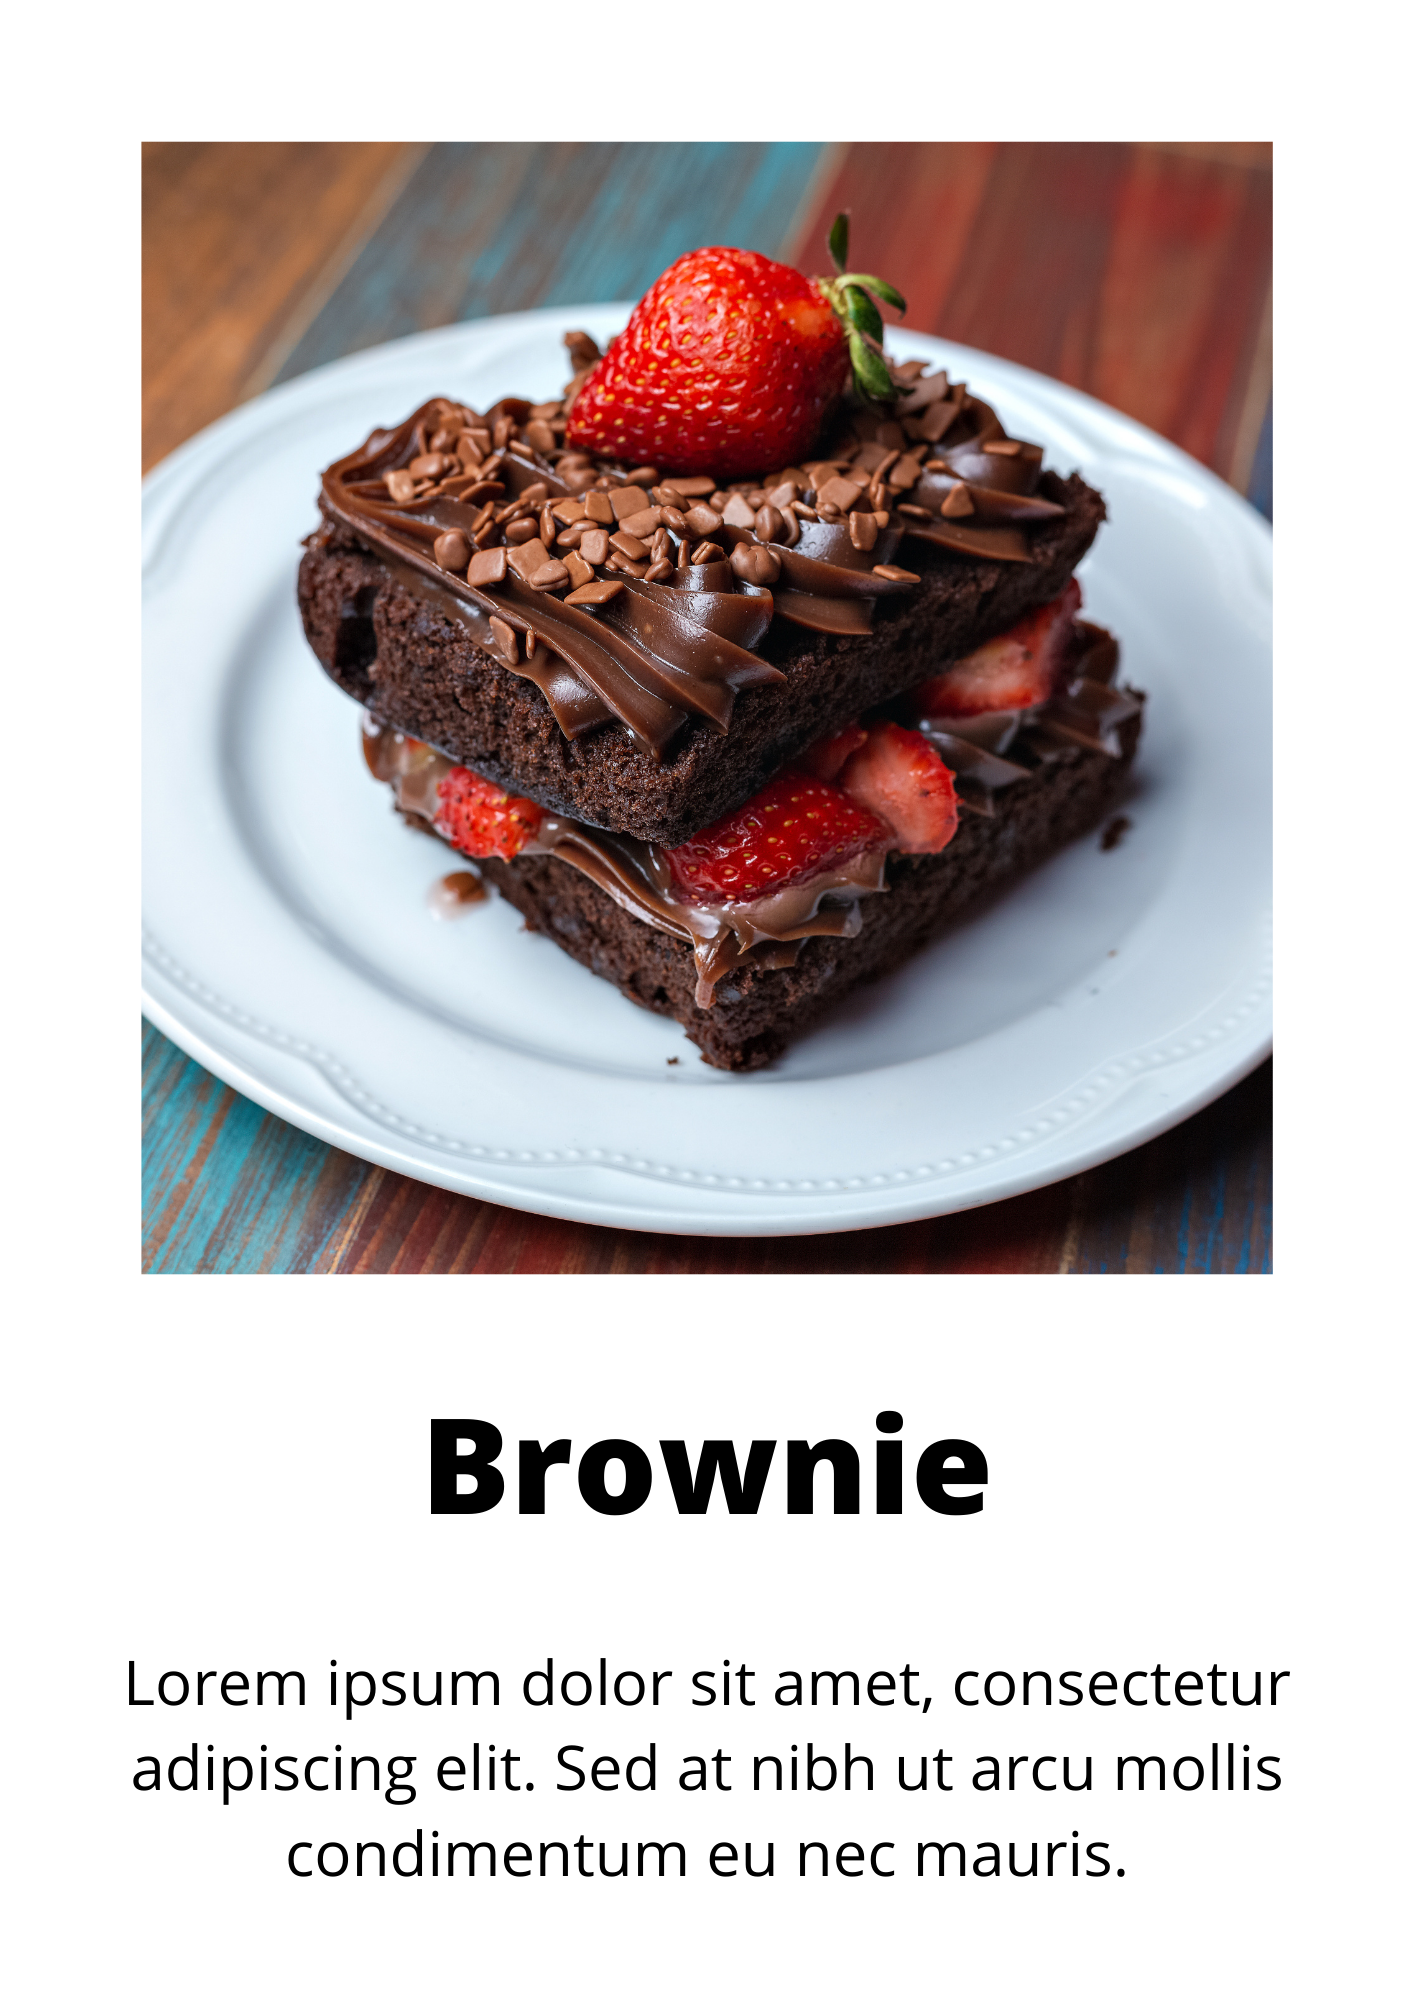 Brownie
Lorem ipsum dolor sit amet, consectetur
adipiscing elit. Sed at nibh ut arcu mollis
condimentum eu nec mauris.